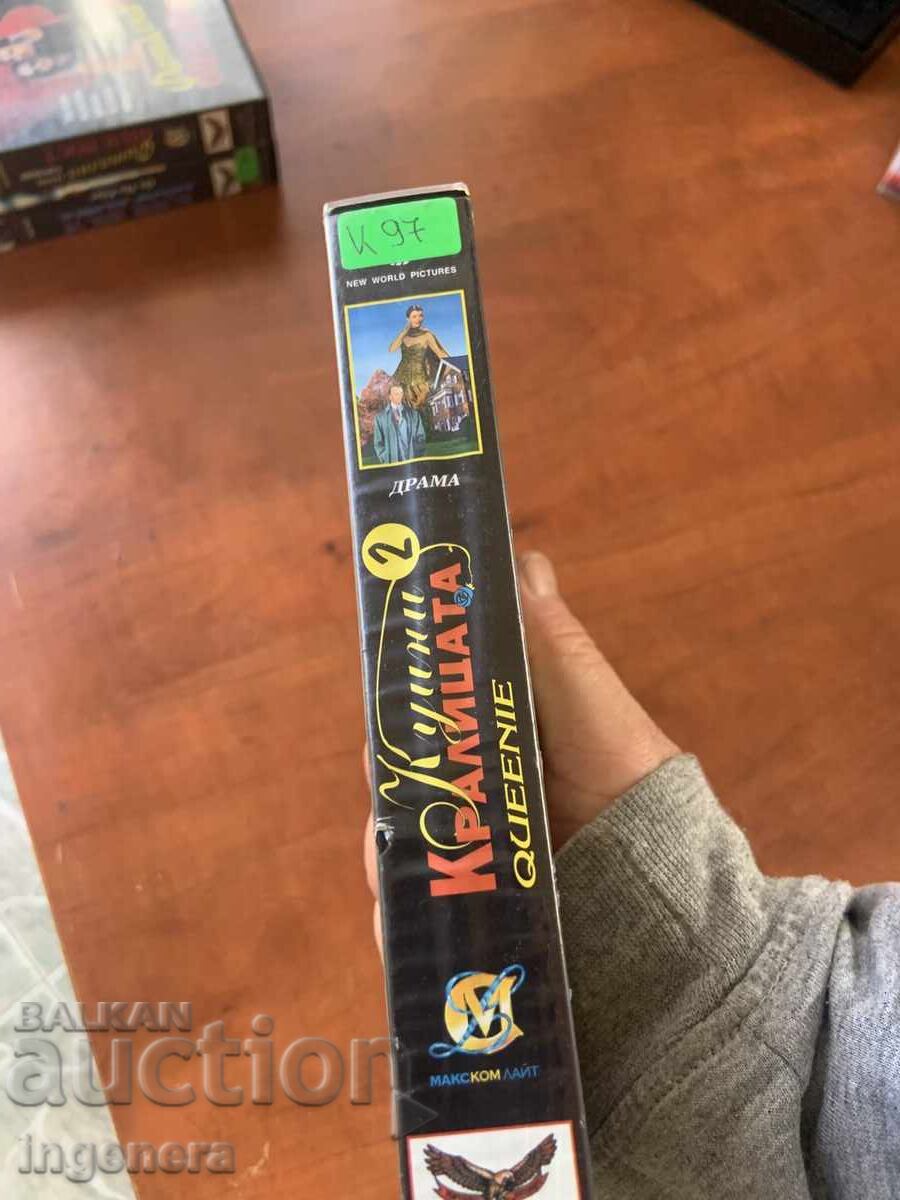 K 97
NEW WORLD PICTURES
ДРАМА
Куини 2
КРАЛИЦАТА
QUEENIE
МАКСКОМ ЛАЙТ
BALKAN
auction
ingenera